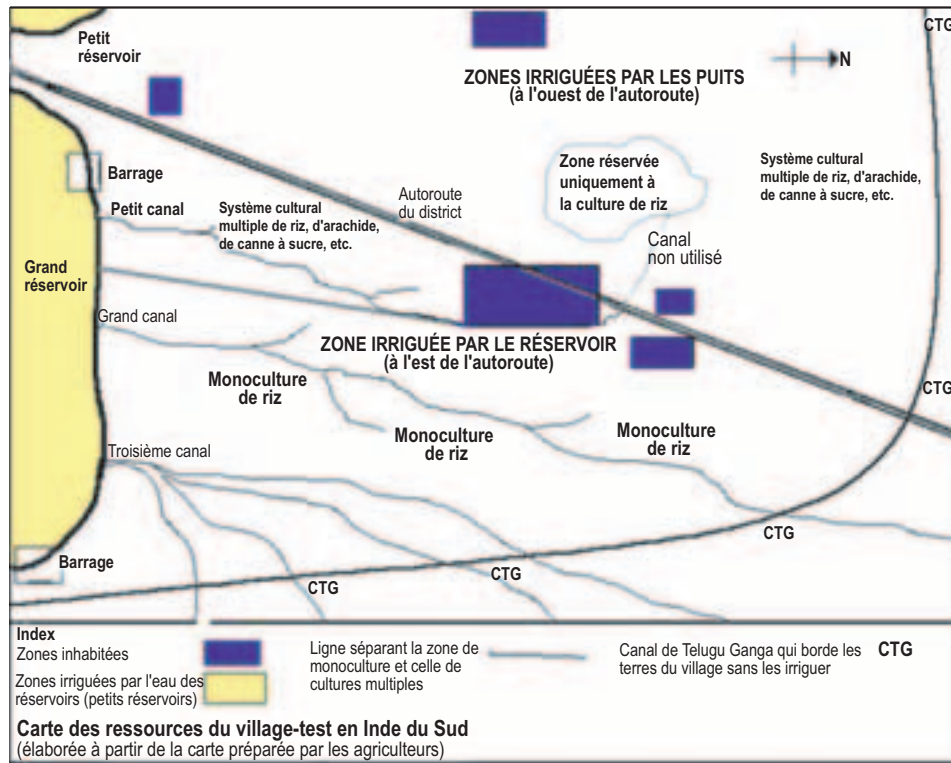 Petit
réservoir
CTG
ZONES IRRIGUÉES PAR LES PUITS
(à l'ouest de l'autoroute)
N
Barrage
Petit canal
Système cultural
multiple de riz, d'arachide,
de canne à sucre, etc.
Autoroute
du district
Zone réservée
uniquement à
la culture de riz
Système cultural
multiple de riz, d'arachide,
de canne à sucre, etc.
Canal
non utilisé
Grand
réservoir
Grand canal
ZONE IRRIGUÉE PAR LE RÉSERVOIR
(à l'est de l'autoroute)
CTG
Monoculture
de riz
Monoculture
de riz
Monoculture
de riz
Troisième canal
CTG
Barrage
CTG
CTG
Index
Zones inhabitées
Zones irriguées par l'eau des
réservoirs (petits réservoirs)
Ligne séparant la zone de
monoculture et celle de
cultures multiples
Canal de Telugu Ganga qui borde les
terres du village sans les irriguer
CTG
Carte des ressources du village-test en Inde du Sud
(élaborée à partir de la carte préparée par les agriculteurs)